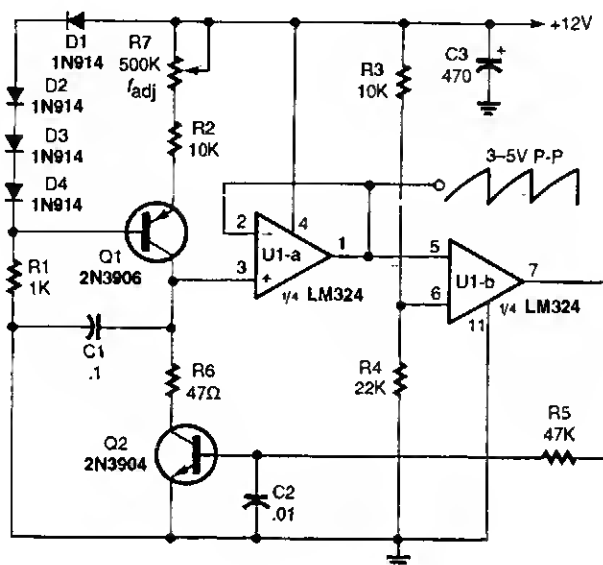 D1
1N914
R7
500K
fadj
+12V
R3
10K
C3
470
+
D2
1N914
D3
1N914
D4
1N914
R2
10K
3–5V P-P
Q1
2N3906
2
−
4
U1-a
1
3
+
1/4 LM324
5
U1-b
7
6
11
1/4 LM324
R1
1K
C1
.1
R6
47Ω
R4
22K
R5
47K
Q2
2N3904
C2
.01